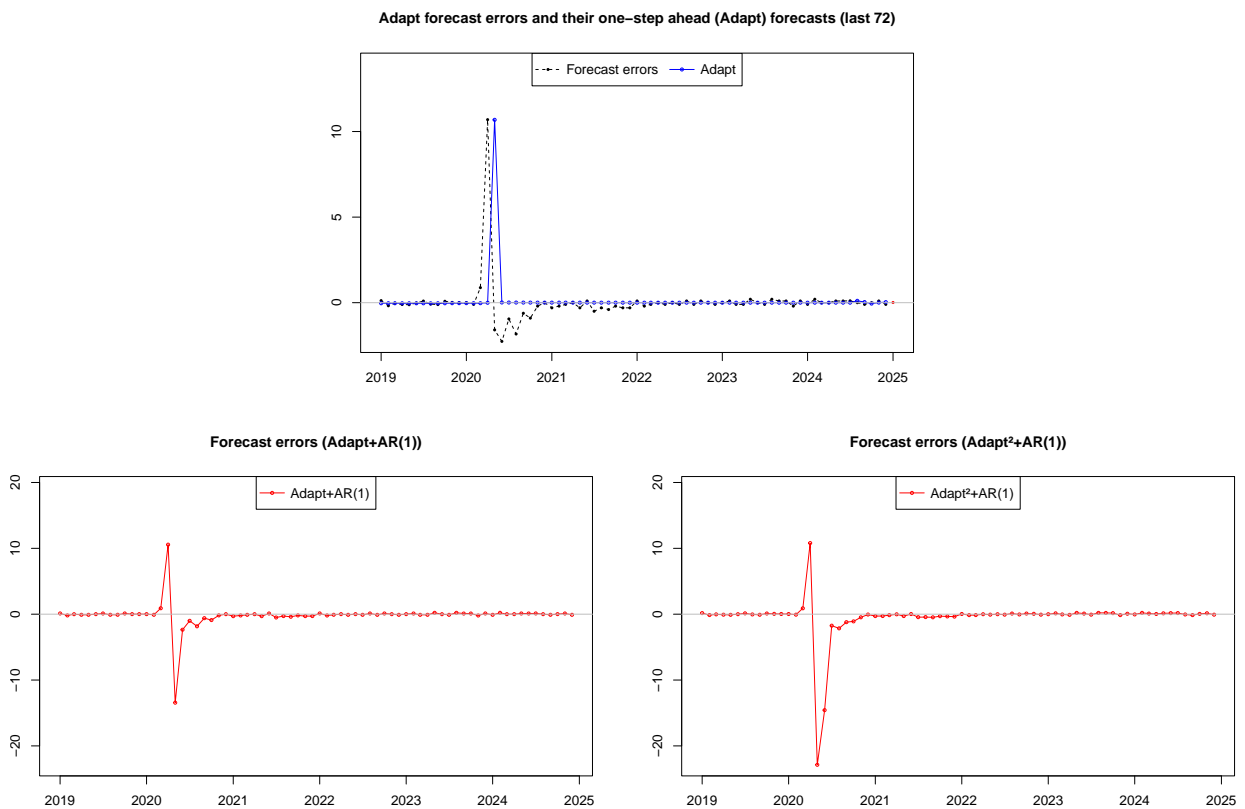 Adapt forecast errors and their one−step ahead (Adapt) forecasts (last 72)
Forecast errors Adapt
10
5
0
2019 2020 2021 2022 2023 2024 2025
Forecast errors (Adapt+AR(1))
Adapt+AR(1)
20
10
0
−10
−20
2019 2020 2021 2022 2023 2024 2025
Forecast errors (Adapt²+AR(1))
Adapt²+AR(1)
20
10
0
−10
−20
2019 2020 2021 2022 2023 2024 2025